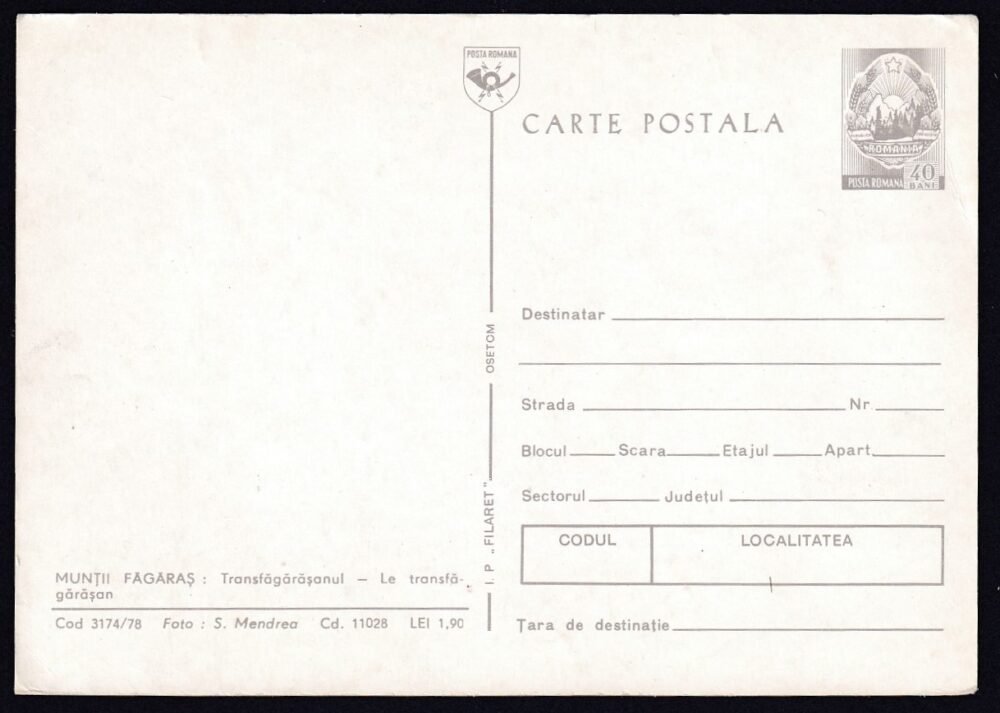 POSTA ROMANA
CARTE POSTALA
ROMANIA
POSTA ROMANA 40 BANI
Destinatar
Strada Nr
Blocul Scara Etajul Apart
Sectorul Județul
CODUL LOCALITATEA
Țara de destinație
I. P „FILARET" OSETCM
MUNȚII FĂGĂRAȘ : Transfăgărășanul – Le transfă-
gărășan
Cod 3174/78 Foto : S. Mendrea Cd. 11028 LEI 1,90